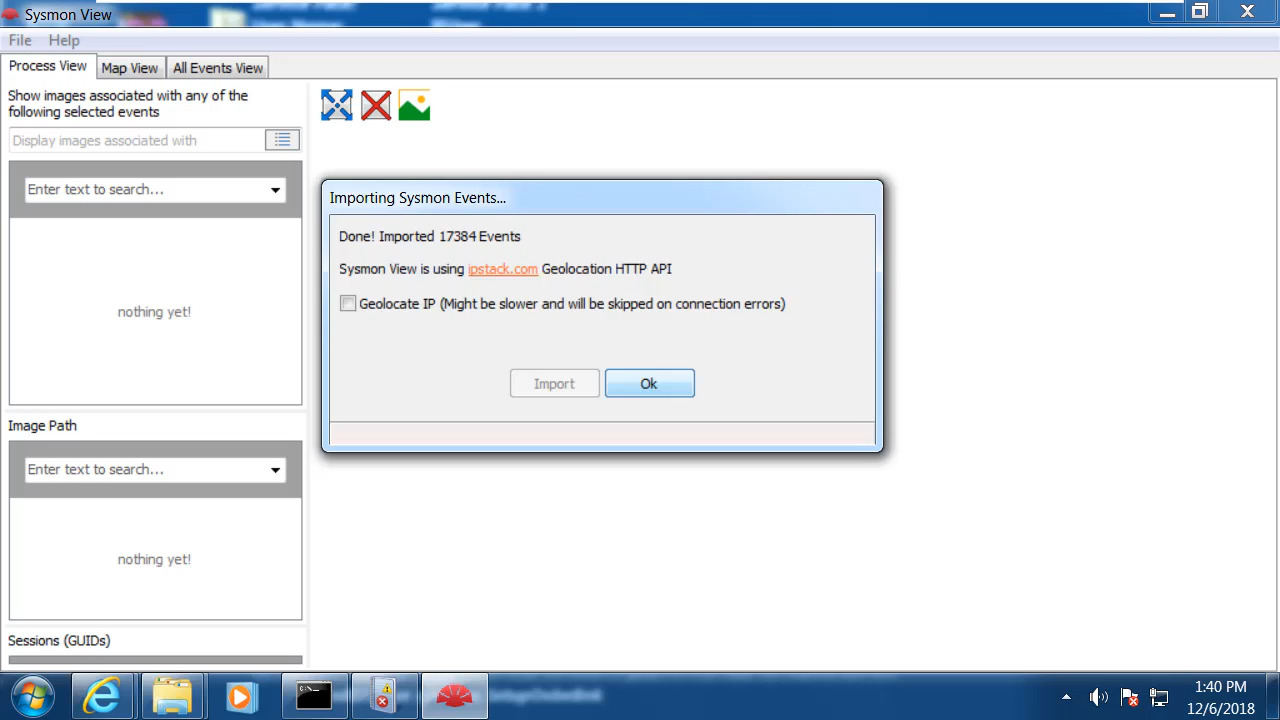 Sysmon View
File Help
Process View Map View All Events View
Show images associated with any of the
following selected events
Display images associated with
Enter text to search...
nothing yet!
Image Path
Enter text to search...
nothing yet!
Sessions (GUIDs)
Importing Sysmon Events...
Done! Imported 17384 Events
Sysmon View is using ipstack.com Geolocation HTTP API
Geolocate IP (Might be slower and will be skipped on connection errors)
Import Ok
1:40 PM
12/6/2018